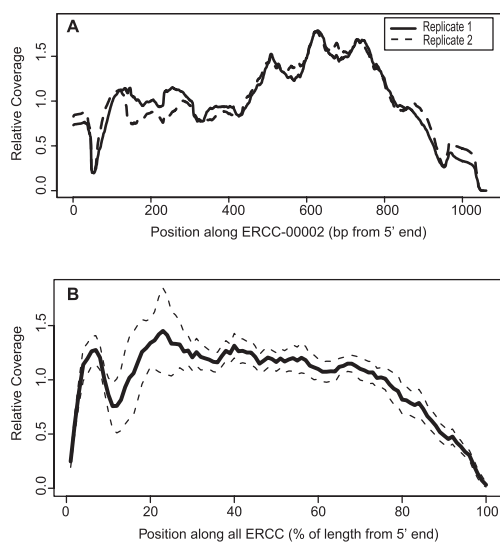 A
Replicate 1
Replicate 2
Relative Coverage
0.0 0.5 1.0 1.5
0 200 400 600 800 1000
Position along ERCC-00002 (bp from 5' end)
B
Relative Coverage
0.0 0.5 1.0 1.5
0 20 40 60 80 100
Position along all ERCC (% of length from 5' end)